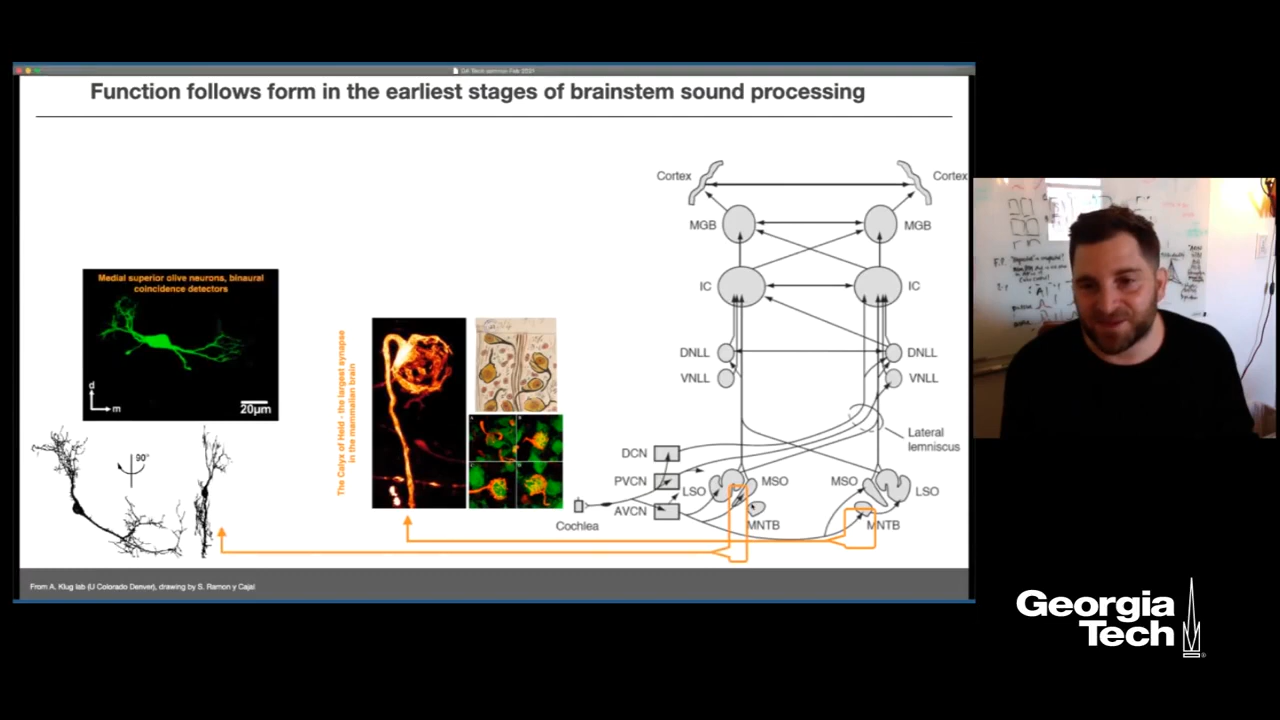 GA Tech seminar Feb 2021
Function follows form in the earliest stages of brainstem sound processing
Cortex
Cortex
MGB
MGB
IC
IC
DNLL
DNLL
VNLL
VNLL
Lateral
lemniscus
DCN
PVCN
AVCN
LSO
MSO
MSO
LSO
MNTB
MNTB
Cochlea
Medial superior olive neurons, binaural
coincidence detectors
d
m
20µm
90°
The Calyx of Held - the largest synapse
in the mammalian brain
A
B
C
D
From A. Klug lab (U Colorado Denver), drawing by S. Ramon y Cajal
Georgia
Tech